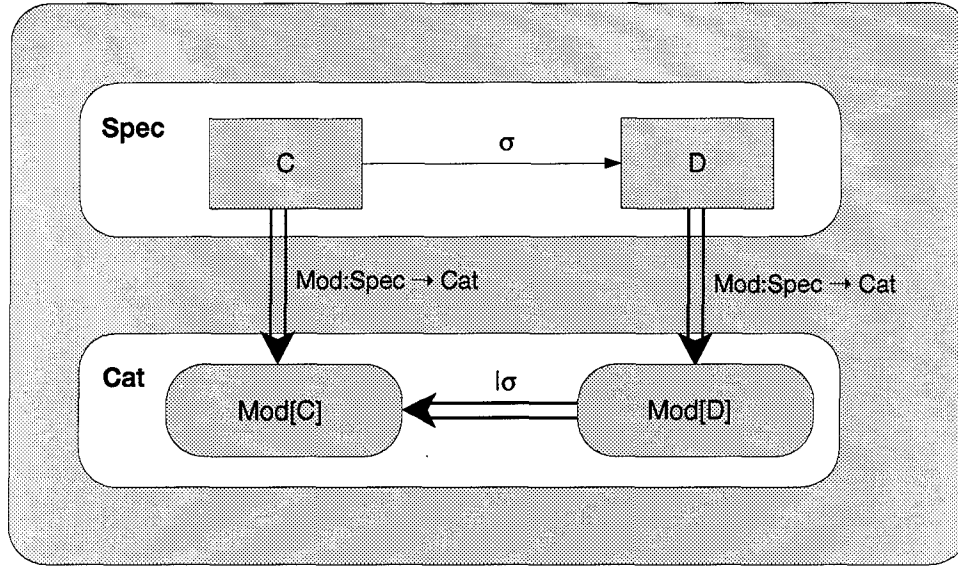 Spec
C
σ
D
Mod:Spec → Cat
Mod:Spec → Cat
Cat
Mod[C]
|σ
Mod[D]